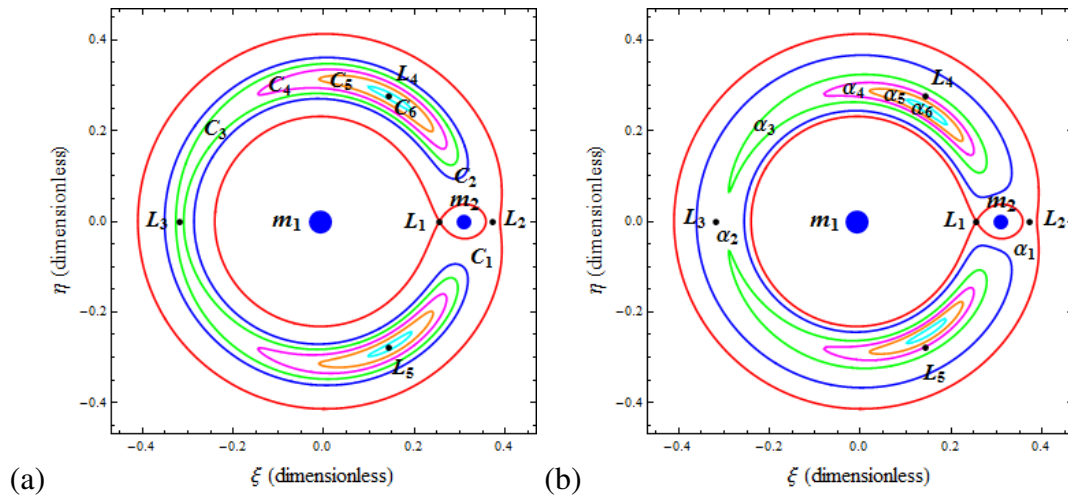 (a)
η (dimensionless)
0.4
0.2
0.0
−0.2
−0.4
−0.4
−0.2
0.0
0.2
0.4
ξ (dimensionless)
C₄
C₅
L₄
C₆
C₃
C₂
m₂
L₃
m₁
L₁
L₂
C₁
L₅
(b)
η (dimensionless)
0.4
0.2
0.0
−0.2
−0.4
−0.4
−0.2
0.0
0.2
0.4
ξ (dimensionless)
L₄
α₄
α₅
α₆
α₃
m₂
L₃
m₁
L₁
L₂
α₂
α₁
L₅